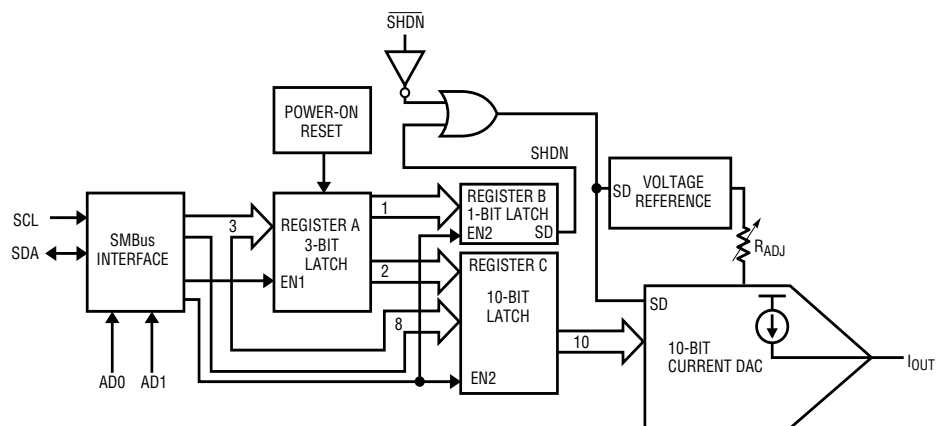 SHDN
POWER-ON
RESET
SHDN
SD
VOLTAGE
REFERENCE
SCL
SDA
SMBus
INTERFACE
3
REGISTER A
3-BIT
LATCH
EN1
1
REGISTER B
1-BIT LATCH
EN2
SD
RADJ
2
8
REGISTER C
10-BIT
LATCH
EN2
10
SD
10-BIT
CURRENT DAC
IOUT
AD0
AD1